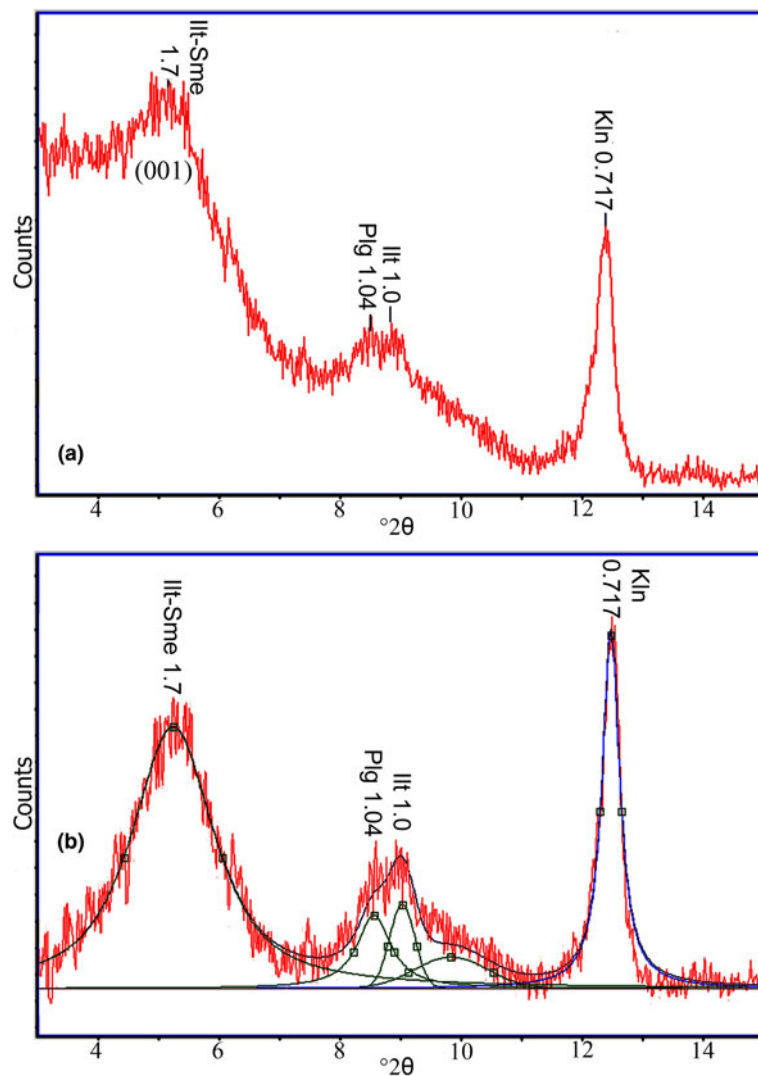 Ilt-Sme
1.7
(001)
Plg 1.04
Ilt 1.0
Kln 0.717
Counts
(a)
4 6 8 10 12 14
°2θ
Ilt-Sme 1.7
Plg 1.04
Ilt 1.0
Kln
0.717
Counts
(b)
4 6 8 10 12 14
°2θ